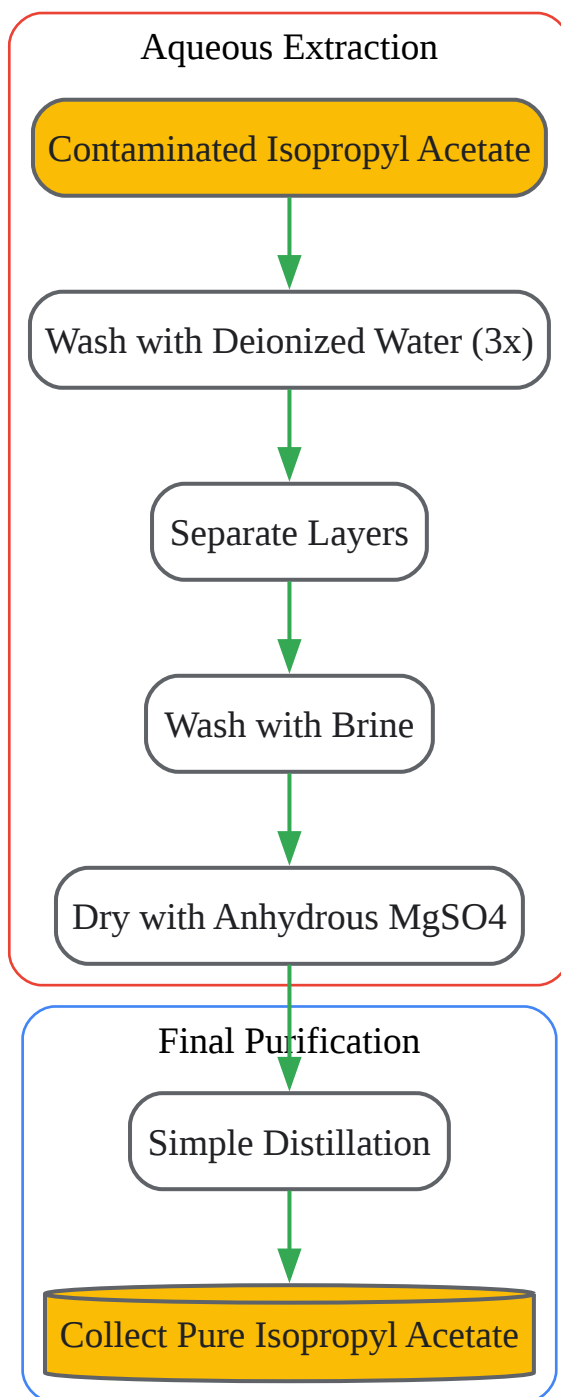 Aqueous Extraction
Contaminated Isopropyl Acetate
Wash with Deionized Water (3x)
Separate Layers
Wash with Brine
Dry with Anhydrous MgSO4
Final Purification
Simple Distillation
Collect Pure Isopropyl Acetate